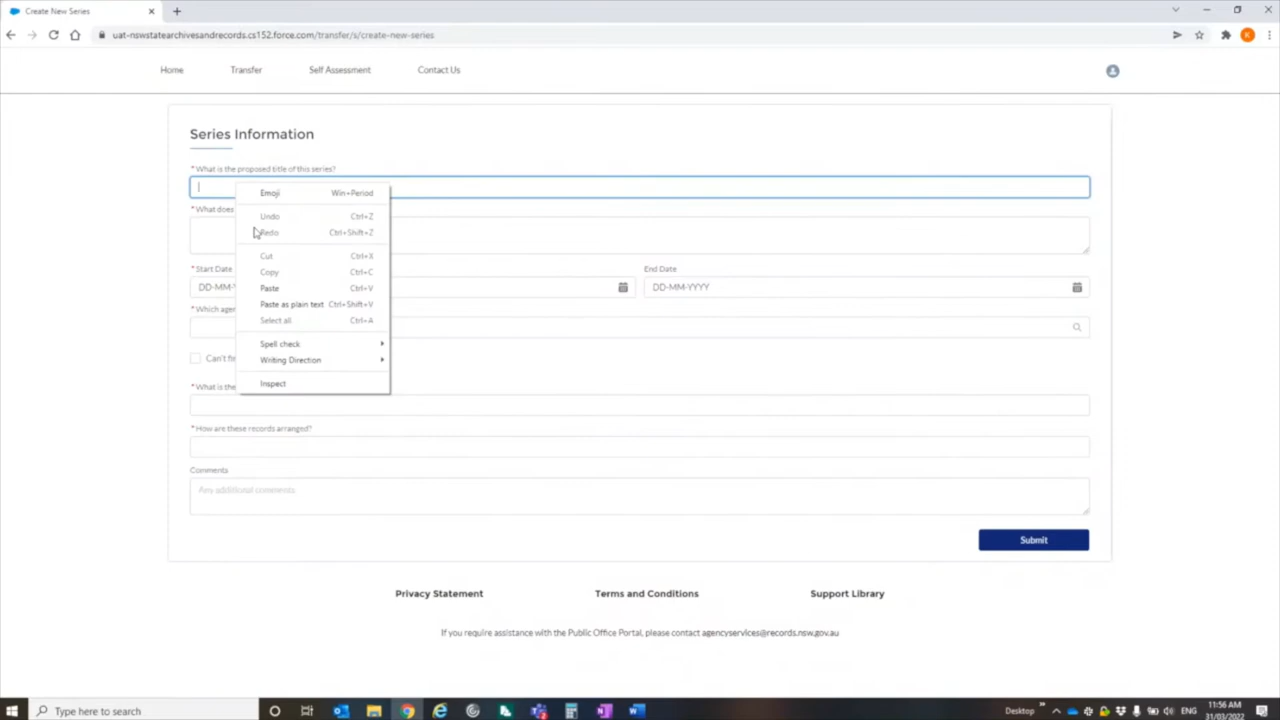 Create New Series
uat-nswstatearchivesandrecords.cs152.force.com/transfer/s/create-new-series
K
Home Transfer Self Assessment Contact Us
Series Information
*What is the proposed title of this series?
Emoji Win+Period
*What does
Undo Ctrl+Z
Redo Ctrl+Shift+Z
Cut Ctrl+X
Start Date End Date
Copy Ctrl+C
DD-MM-Y DD-MM-YYYY
Paste Ctrl+V
Paste as plain text Ctrl+Shift+V
*Which agen
Select all Ctrl+A
Spell check
Can't fi
Writing Direction
Inspect
*What is the
*How are these records arranged?
Comments
Any additional comments.
Submit
Privacy Statement Terms and Conditions Support Library
If you require assistance with the Public Office Portal, please contact agencyservices@records.nsw.gov.au
Type here to search
Desktop
ENG
11:56 AM
31/03/2022